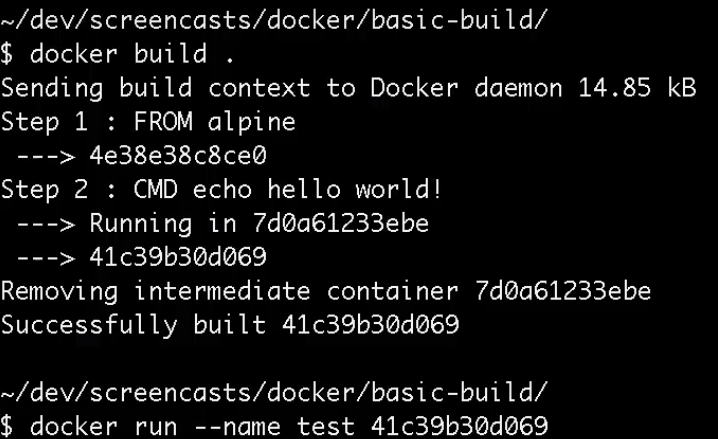 ~/dev/screencasts/docker/basic-build/
$ docker build .
Sending build context to Docker daemon 14.85 kB
Step 1 : FROM alpine
 ---> 4e38e38c8ce0
Step 2 : CMD echo hello world!
 ---> Running in 7d0a61233ebe
 ---> 41c39b30d069
Removing intermediate container 7d0a61233ebe
Successfully built 41c39b30d069
~/dev/screencasts/docker/basic-build/
$ docker run --name test 41c39b30d069